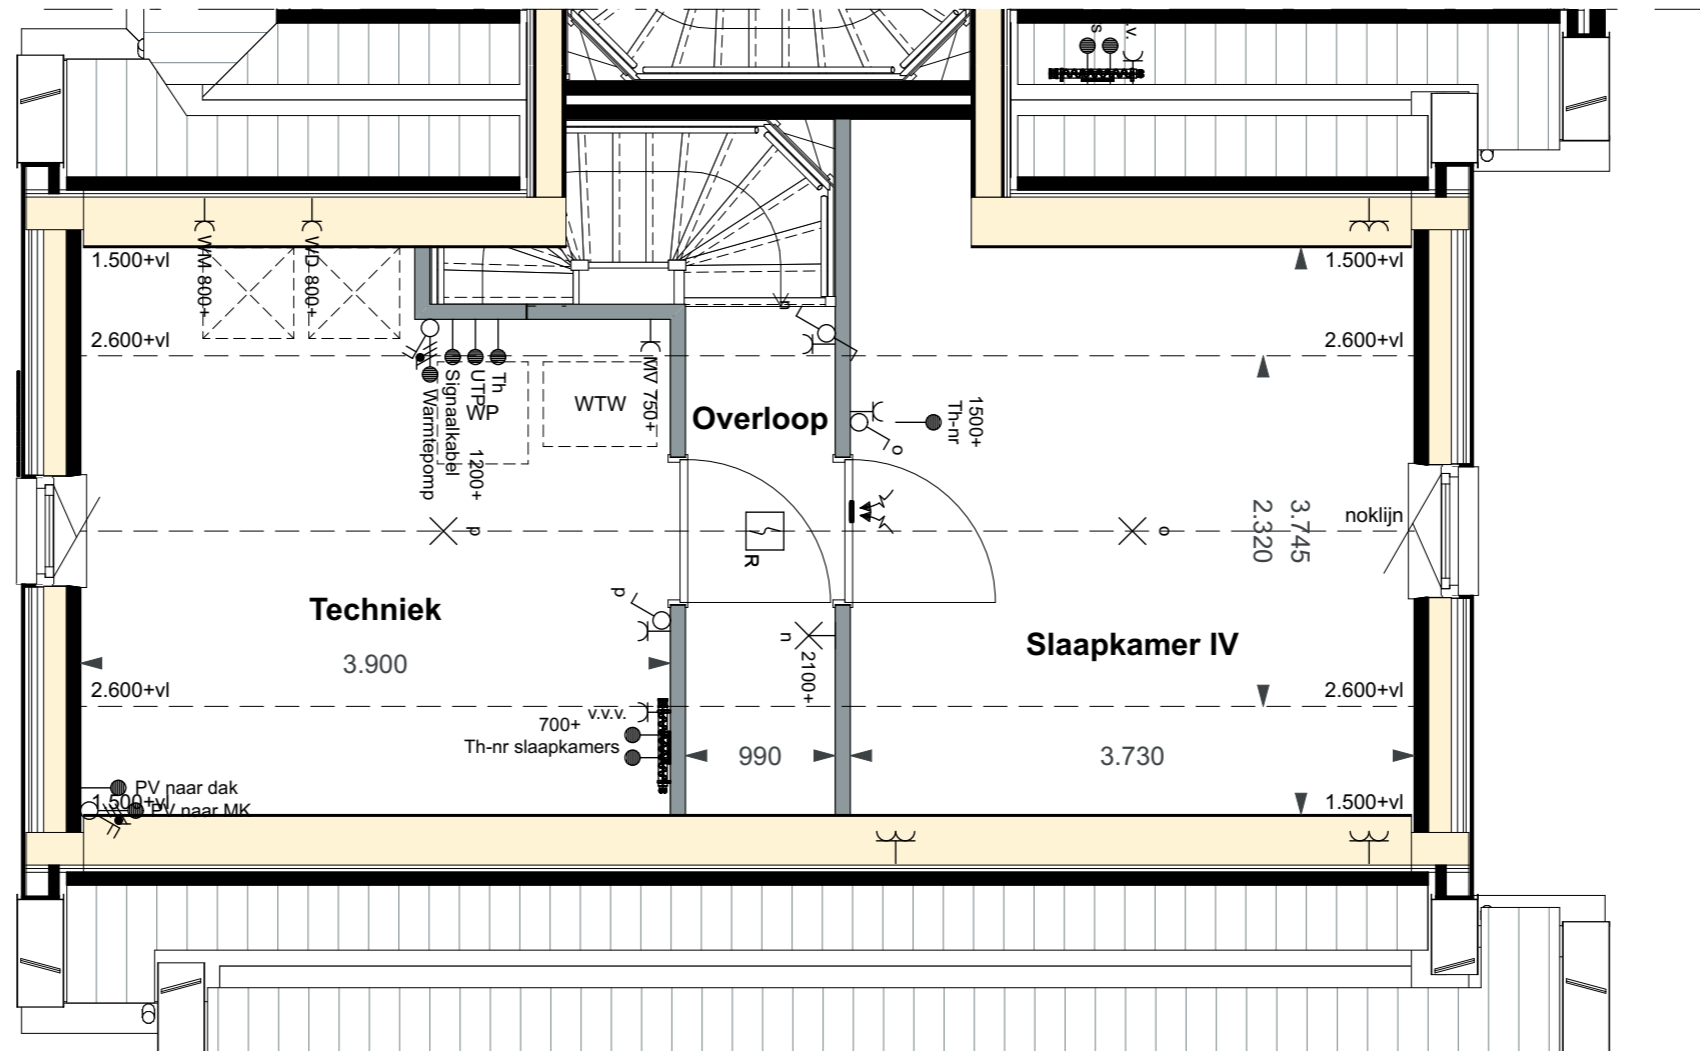 s
v.
1.500+vl
WM 800+
WD 800+
1.500+vl
2.600+vl
n
2.600+vl
Th
UTP
Signaalkabel
Warmtepomp
WP
1200+
WTW
MV 750+
Overloop
1500+
Th-nr
o
p
R
o
noklijn
3.745
2.320
Techniek
p
n
2100+
Slaapkamer IV
3.900
2.600+vl
2.600+vl
v.v.v.
700+
Th-nr slaapkamers
990
3.730
PV naar dak
1.500+vl
PV naar MK
1.500+vl